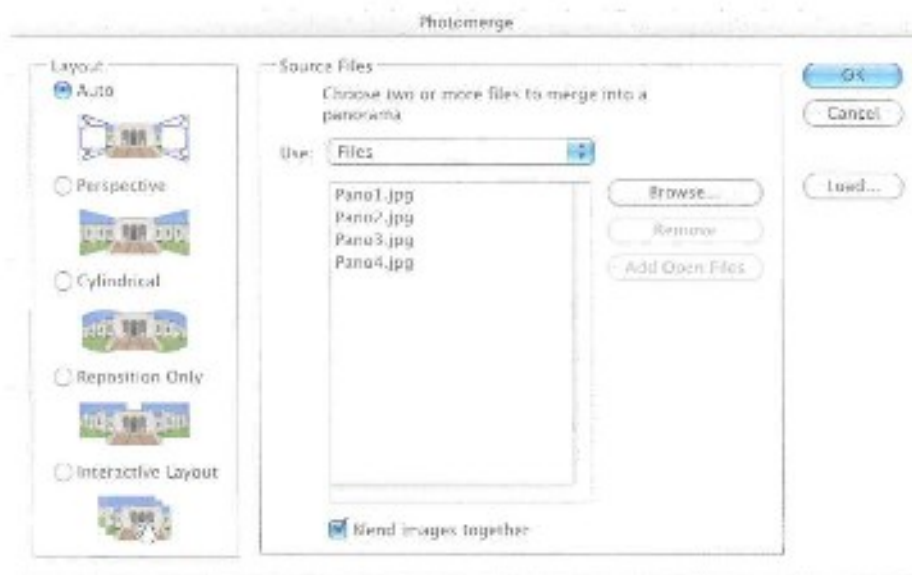 Photomerge
Layout
Auto
Perspective
Cylindrical
Reposition Only
Interactive Layout
Source Files
Choose two or more files to merge into a
panorama
Use: Files
Pano1.jpg
Pano2.jpg
Pano3.jpg
Pano4.jpg
Blend images together
Browse...
Remove
Add Open Files
OK
Cancel
Load...